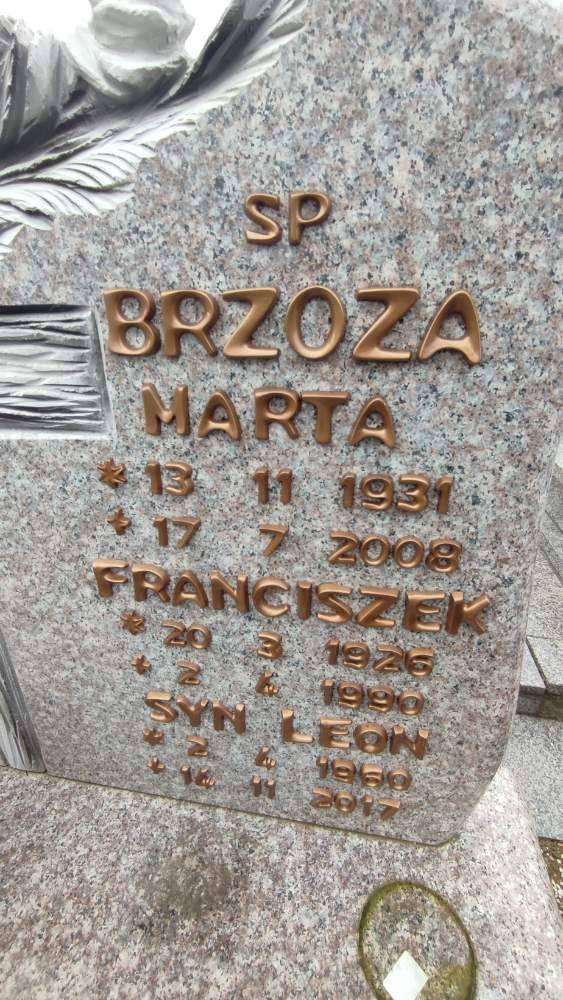 SP
BRZOZA
MARTA
* 13 11 1931
+ 17 7 2008
FRANCISZEK
* 20 3 1926
+ 2 4 1990
SYN LEON
* 2 4 1960
+ 14 11 2017